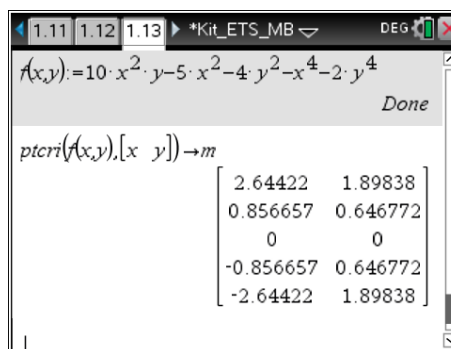 1.11 1.12 1.13 *Kit_ETS_MB DEG
f(x,y):=10·x²·y−5·x²−4·y²−x⁴−2·y⁴
Done
ptcri(f(x,y),[x y])→m
2.64422 1.89838
0.856657 0.646772
0 0
-0.856657 0.646772
-2.64422 1.89838